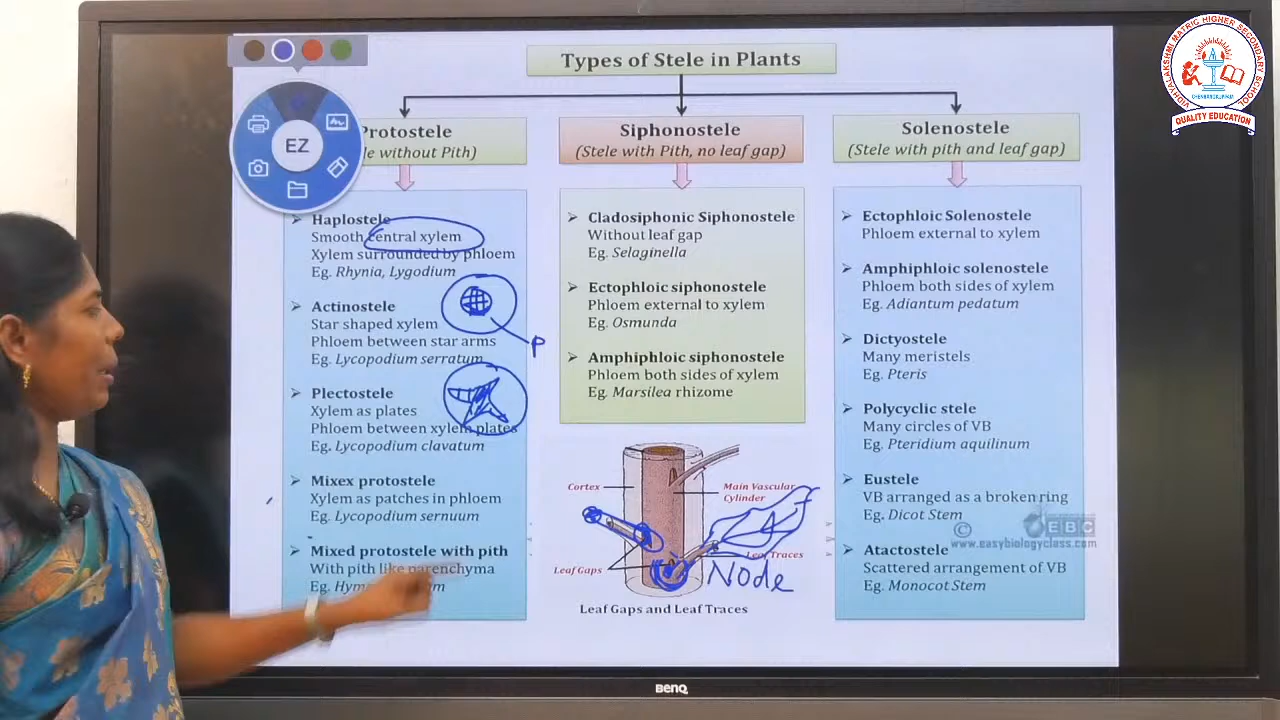 Types of Stele in Plants
Protostele
without Pith)
Haplostele
Smooth central xylem
Xylem surrounded by phloem
Eg. Rhynia, Lygodium
Actinostele
Star shaped xylem
Phloem between star arms
Eg. Lycopodium serratum
Plectostele
Xylem as plates
Phloem between xylem plates
Eg. Lycopodium clavatum
Mixex protostele
Xylem as patches in phloem
Eg. Lycopodium sernuum
Mixed protostele with pith
With pith like parenchyma
Eg.
P
Siphonostele
(Stele with Pith, no leaf gap)
Cladosiphonic Siphonostele
Without leaf gap
Eg. Selaginella
Ectophloic siphonostele
Phloem external to xylem
Eg. Osmunda
Amphiphloic siphonostele
Phloem both sides of xylem
Eg. Marsilea rhizome
Cortex
Main Vascular
Cylinder
Leaf Traces
Leaf Gaps
Node
Leaf Gaps and Leaf Traces
Solenostele
(Stele with pith and leaf gap)
Ectophloic Solenostele
Phloem external to xylem
Amphiphloic solenostele
Phloem both sides of xylem
Eg. Adiantum pedatum
Dictyostele
Many meristels
Eg. Pteris
Polycyclic stele
Many circles of VB
Eg. Pteridium aquilinum
Eustele
VB arranged as a broken ring
Eg. Dicot Stem
© EBC
www.easybiologyclass.com
Atactostele
Scattered arrangement of VB
Eg. Monocot Stem
EZ
BenQ
VIDHYALAKSHMI MATRIC HIGHER SECONDARY SCHOOL
QUALITY EDUCATION